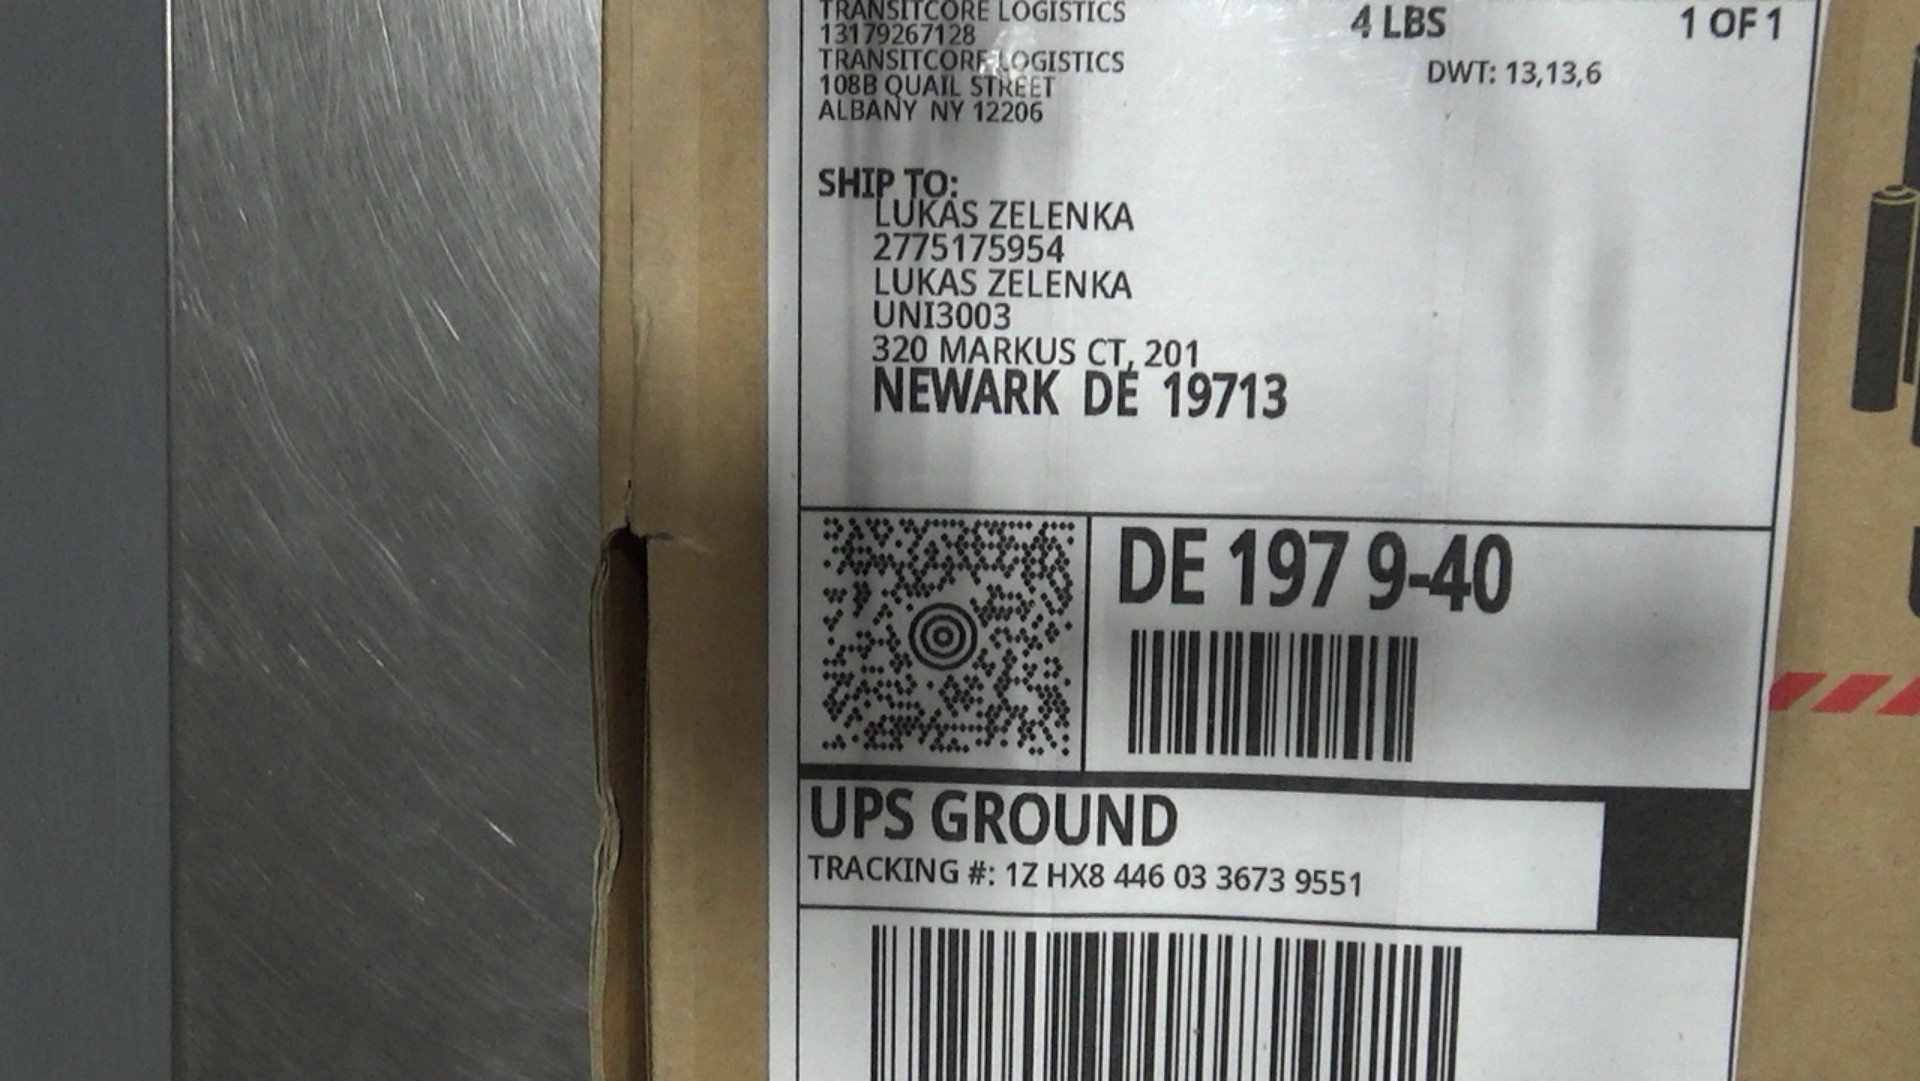 TRANSITCORE LOGISTICS
13179267128
TRANSITCORE LOGISTICS
108B QUAIL STREET
ALBANY NY 12206
4 LBS
1 OF 1
DWT: 13,13,6
SHIP TO:
LUKAS ZELENKA
2775175954
LUKAS ZELENKA
UNI3003
320 MARKUS CT, 201
NEWARK DE 19713
DE 197 9-40
UPS GROUND
TRACKING #: 1Z HX8 446 03 3673 9551